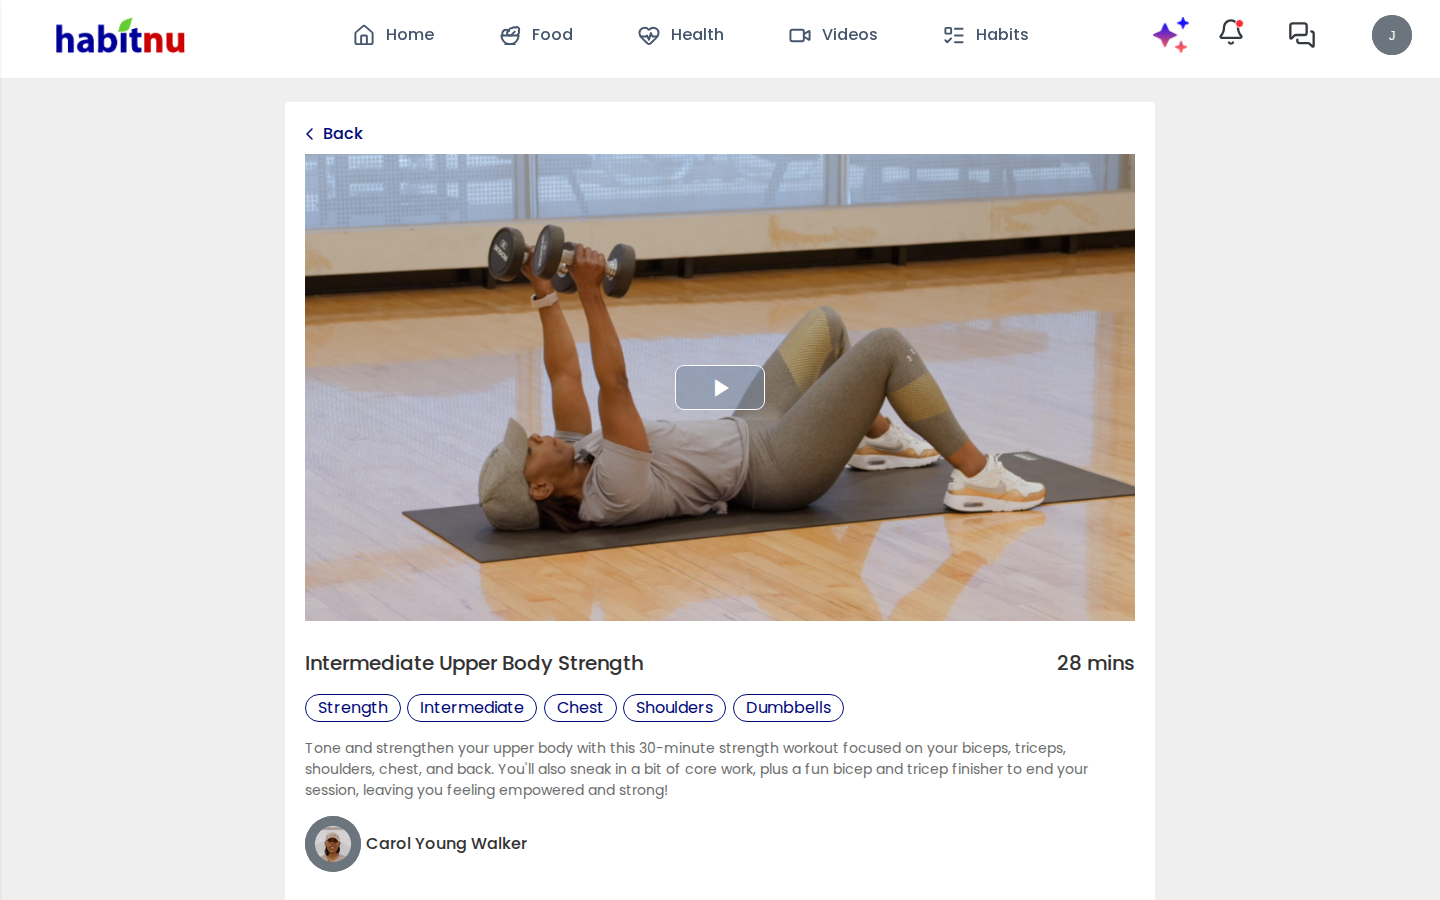 habitnu
Home
Food
Health
Videos
Habits
J
Back
Intermediate Upper Body Strength
28 mins
Strength
Intermediate
Chest
Shoulders
Dumbbells
Tone and strengthen your upper body with this 30-minute strength workout focused on your biceps, triceps,
shoulders, chest, and back. You'll also sneak in a bit of core work, plus a fun bicep and tricep finisher to end your
session, leaving you feeling empowered and strong!
Carol Young Walker